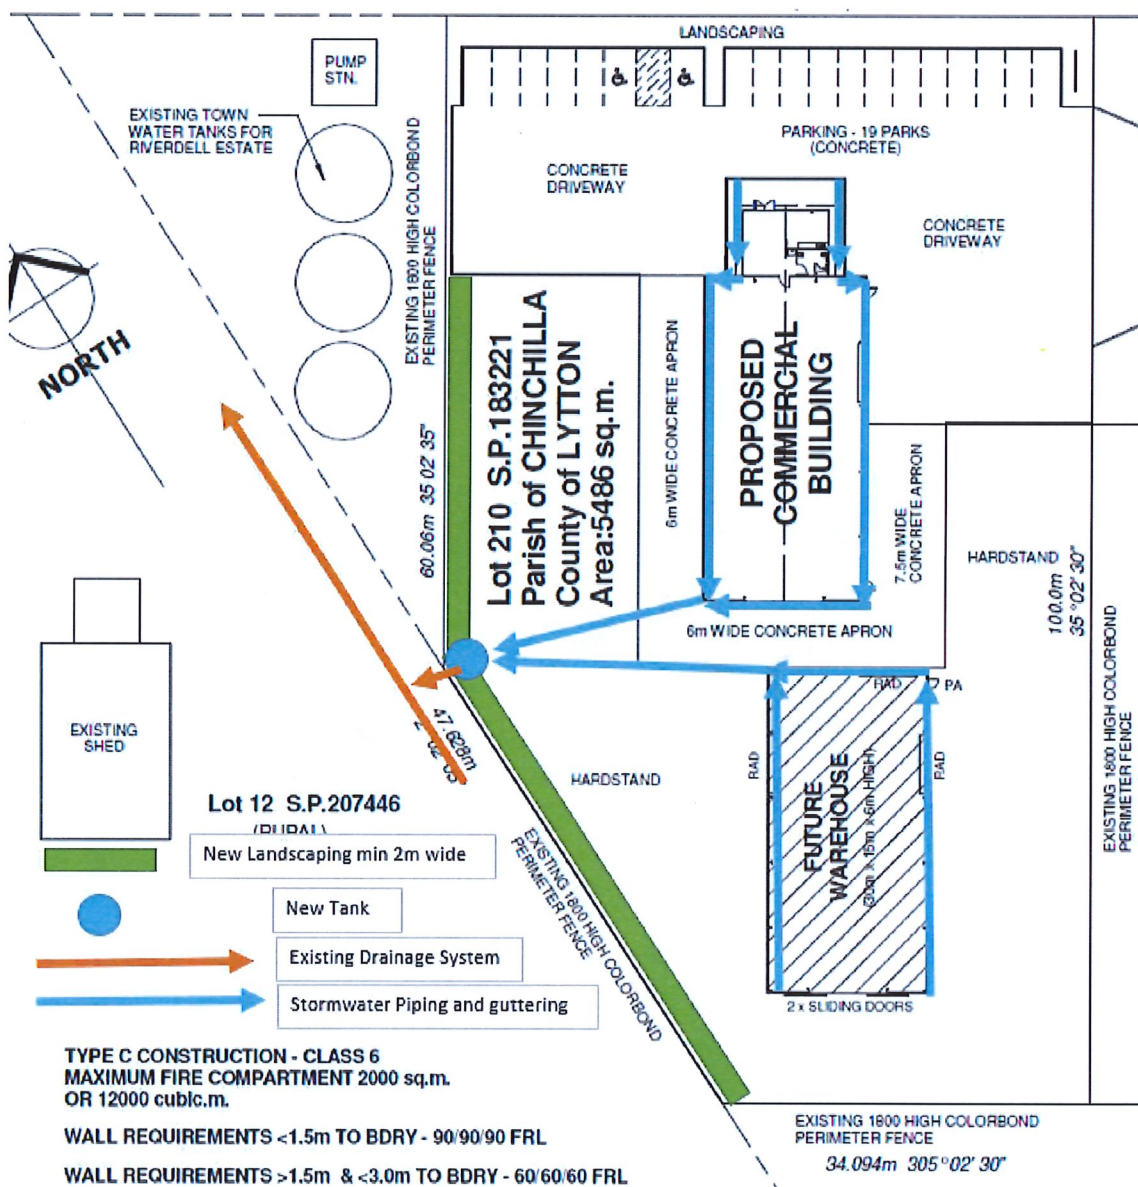 LANDSCAPING
PUMP
STN.
EXISTING TOWN
WATER TANKS FOR
RIVERDELL ESTATE
PARKING - 19 PARKS
(CONCRETE)
CONCRETE
DRIVEWAY
CONCRETE
DRIVEWAY
EXISTING 1800 HIGH COLORBOND
PERIMETER FENCE
NORTH
Lot 210 S.P.183221
Parish of CHINCHILLA
County of LYTTON
Area:5486 sq.m.
6m WIDE CONCRETE APRON
PROPOSED
COMMERCIAL
BUILDING
60.06m 35 02' 35"
7.5m WIDE
CONCRETE APRON
HARDSTAND
100.0m
35°02' 30"
6m WIDE CONCRETE APRON
EXISTING 1800 HIGH COLORBOND
PERIMETER FENCE
RAD
PA
EXISTING
SHED
47.628m
RAD
RAD
HARDSTAND
FUTURE
WAREHOUSE
(30m x 15m x 6m HIGH)
Lot 12 S.P.207446
(RURAL)
New Landscaping min 2m wide
EXISTING 1800 HIGH COLORBOND
PERIMETER FENCE
New Tank
Existing Drainage System
Stormwater Piping and guttering
2 x SLIDING DOORS
TYPE C CONSTRUCTION - CLASS 6
MAXIMUM FIRE COMPARTMENT 2000 sq.m.
OR 12000 cubic.m.
WALL REQUIREMENTS <1.5m TO BDRY - 90/90/90 FRL
WALL REQUIREMENTS >1.5m & <3.0m TO BDRY - 60/60/60 FRL
EXISTING 1800 HIGH COLORBOND
PERIMETER FENCE
34.094m 305°02' 30"